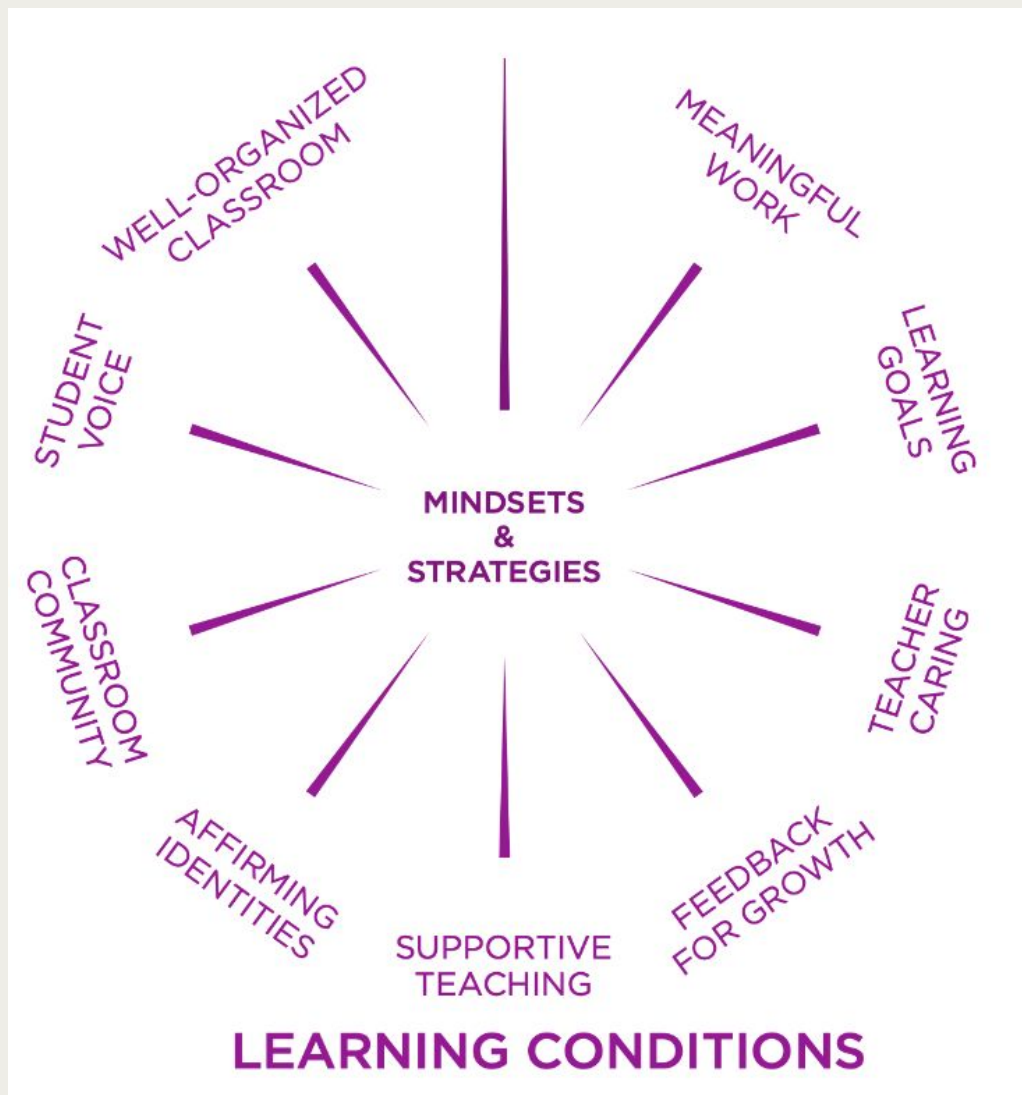 WELL-ORGANIZED
CLASSROOM
MEANINGFUL
WORK
STUDENT
VOICE
LEARNING
GOALS
MINDSETS
&
STRATEGIES
CLASSROOM
COMMUNITY
TEACHER
CARING
AFFIRMING
IDENTITIES
FEEDBACK
FOR GROWTH
SUPPORTIVE
TEACHING
LEARNING CONDITIONS